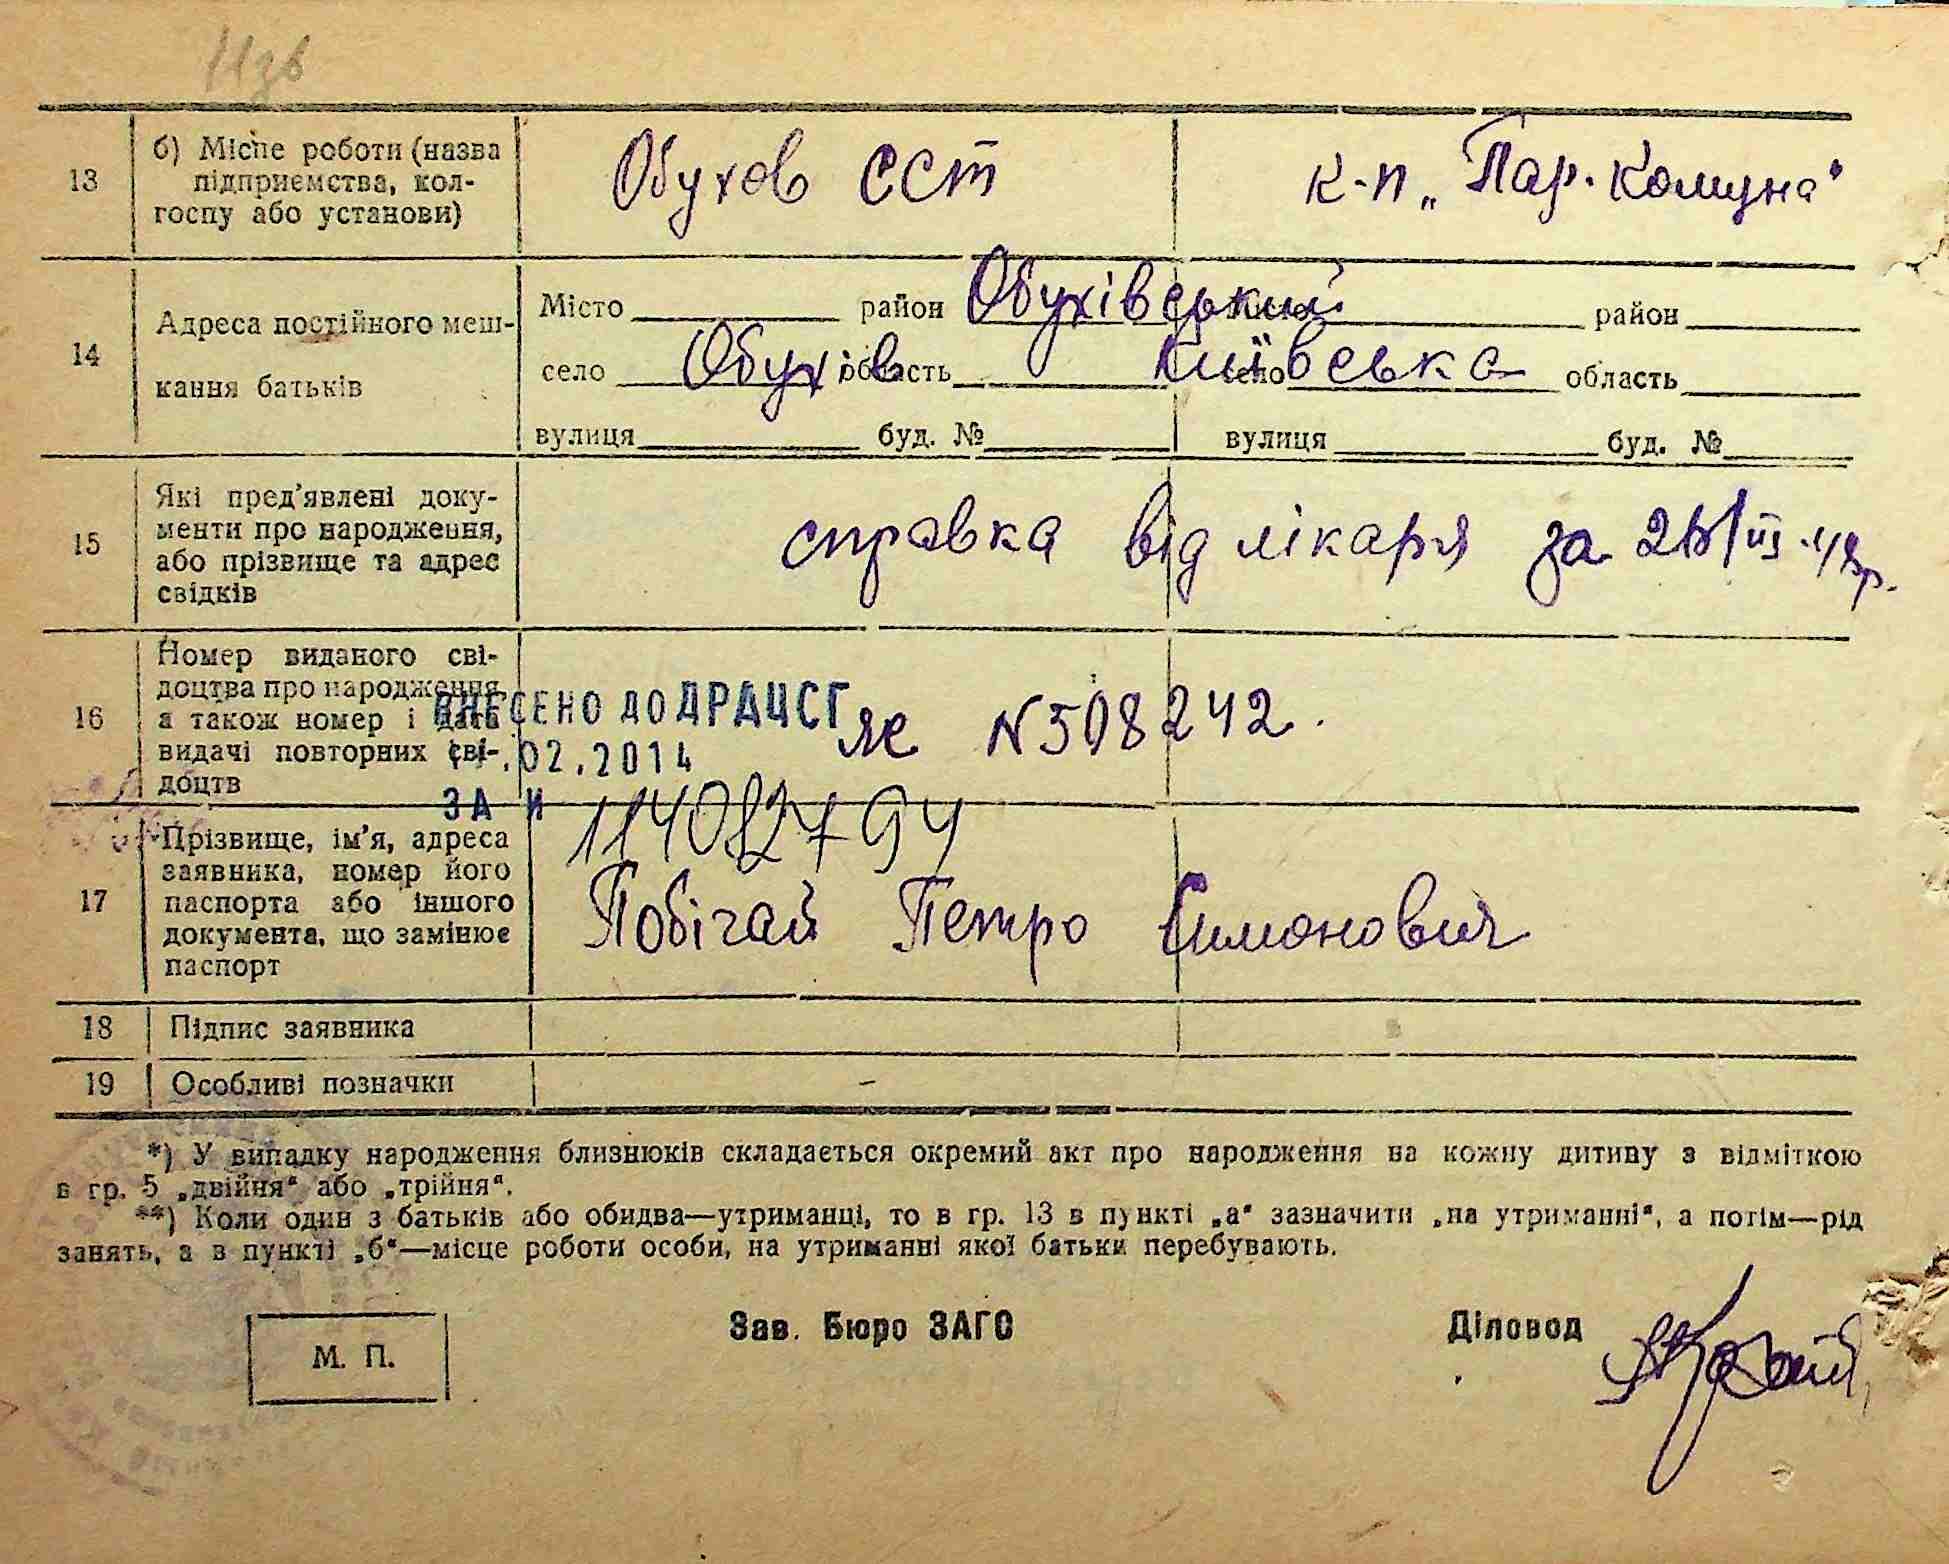 13
б) Місце роботи (назва
підприємства, кол-
госпу або установи)
Обухов ССТ
к-п „Пар. Комуна"
14
Адреса постійного меш-
кання батьків
Місто район Обухівський район
село Обухів область Київська село область
вулиця буд. № вулиця буд. №
15
Які пред'явлені доку-
менти про народження,
або прізвище та адрес
свідків
справка від лікаря за
16
Номер виданого сві-
доцтва про народження
а також номер і дата
видачі повторних сві-
доцтв
ВНЕСЕНО ДО ДРАЦСГ
.02.2014
ЗА N 114082794
яс N 508242.
17
Прізвище, ім'я, адреса
заявника, номер його
паспорта або іншого
документа, що замінює
паспорт
Побігай Петро Симонович
18 Підпис заявника
19 Особливі позначки –
*) У випадку народження близнюків складається окремий акт про народження на кожну дитину з відміткою
в гр. 5 „двійня" або „трійня".
**) Коли один з батьків або обидва—утриманці, то в гр. 13 в пункті „а" зазначити „на утриманні", а потім—рід
занять, а в пункті „б"—місце роботи особи, на утриманні якої батьки перебувають.
М. П.
Зав. Бюро ЗАГС
Діловод